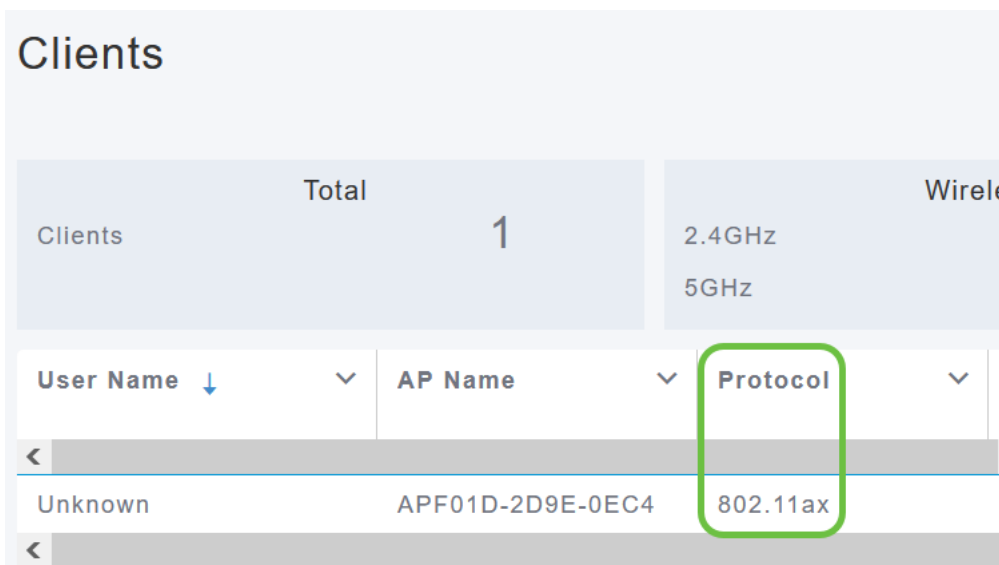 Clients
Total
Clients 1
2.4GHz
5GHz
User Name AP Name Protocol
Unknown APF01D-2D9E-0EC4 802.11ax